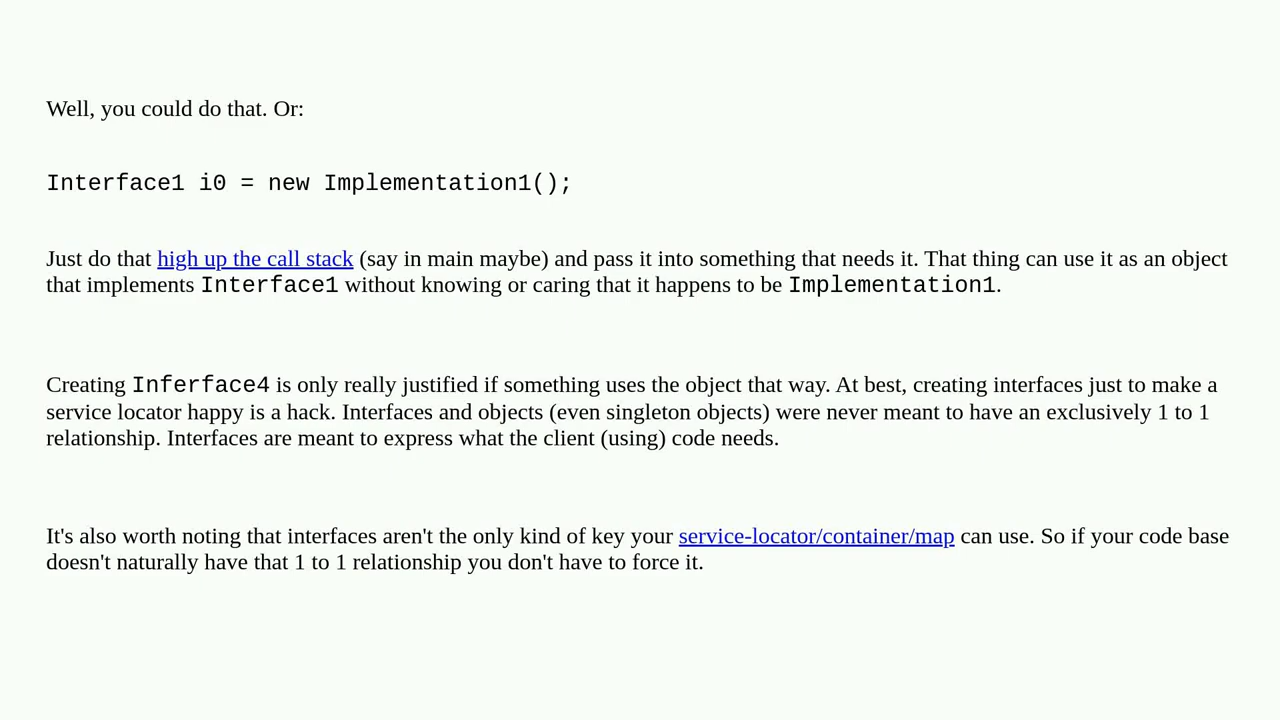 Well, you could do that. Or:
Interface1 i0 = new Implementation1();
Just do that high up the call stack (say in main maybe) and pass it into something that needs it. That thing can use it as an object
that implements Interface1 without knowing or caring that it happens to be Implementation1.
Creating Inferface4 is only really justified if something uses the object that way. At best, creating interfaces just to make a
service locator happy is a hack. Interfaces and objects (even singleton objects) were never meant to have an exclusively 1 to 1
relationship. Interfaces are meant to express what the client (using) code needs.
It's also worth noting that interfaces aren't the only kind of key your service-locator/container/map can use. So if your code base
doesn't naturally have that 1 to 1 relationship you don't have to force it.